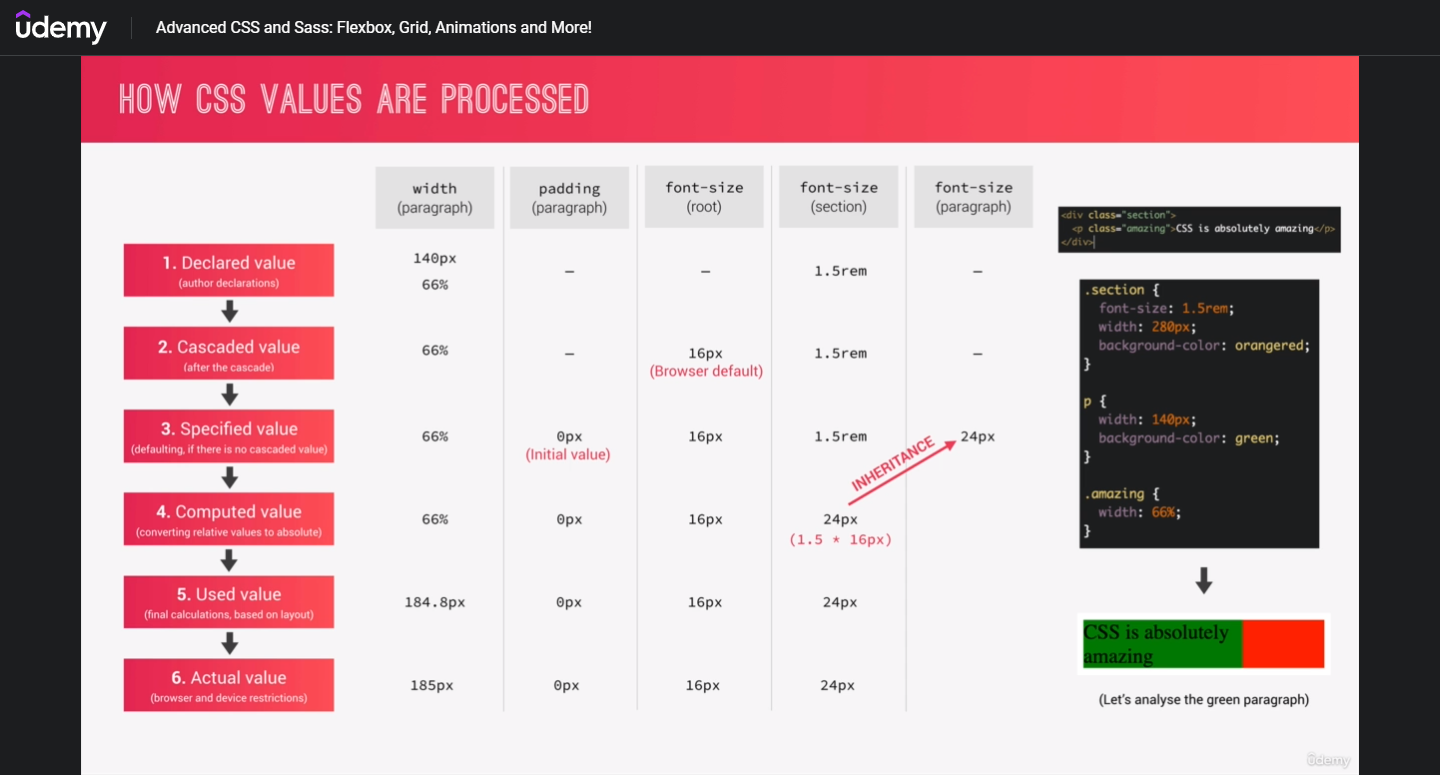 ûdemy
Advanced CSS and Sass: Flexbox, Grid, Animations and More!
HOW CSS VALUES ARE PROCESSED
width
(paragraph)
padding
(paragraph)
font-size
(root)
font-size
(section)
font-size
(paragraph)
1. Declared value
(author declarations)
140px
66%
–
–
1.5rem
–
2. Cascaded value
(after the cascade)
66%
–
16px
(Browser default)
1.5rem
–
3. Specified value
(defaulting, if there is no cascaded value)
66%
0px
(Initial value)
16px
1.5rem
INHERITANCE
24px
4. Computed value
(converting relative values to absolute)
66%
0px
16px
24px
(1.5 * 16px)
5. Used value
(final calculations, based on layout)
184.8px
0px
16px
24px
6. Actual value
(browser and device restrictions)
185px
0px
16px
24px
<div class="section">
<p class="amazing">CSS is absolutely amazing</p>
</div>
.section {
font-size: 1.5rem;
width: 280px;
background-color: orangered;
}
p {
width: 140px;
background-color: green;
}
.amazing {
width: 66%;
}
CSS is absolutely
amazing
(Let's analyse the green paragraph)
ûdemy